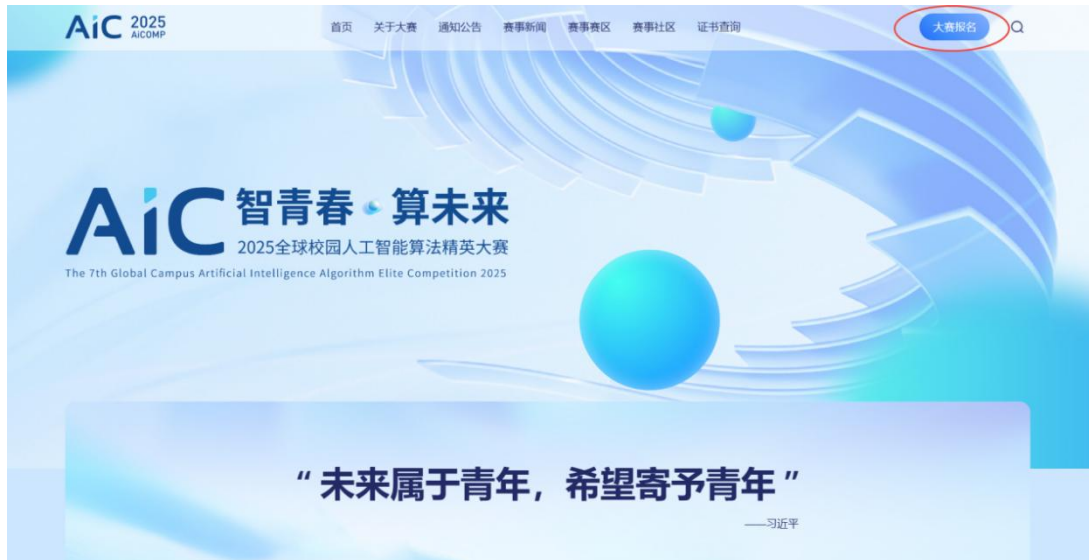 AiC 2025 AiCOMP
首页 关于大赛 通知公告 赛事新闻 赛事赛区 赛事社区 证书查询 大赛报名
AiC 智青春·算未来
2025全球校园人工智能算法精英大赛
The 7th Global Campus Artificial Intelligence Algorithm Elite Competition 2025
“未来属于青年，希望寄予青年”
——习近平